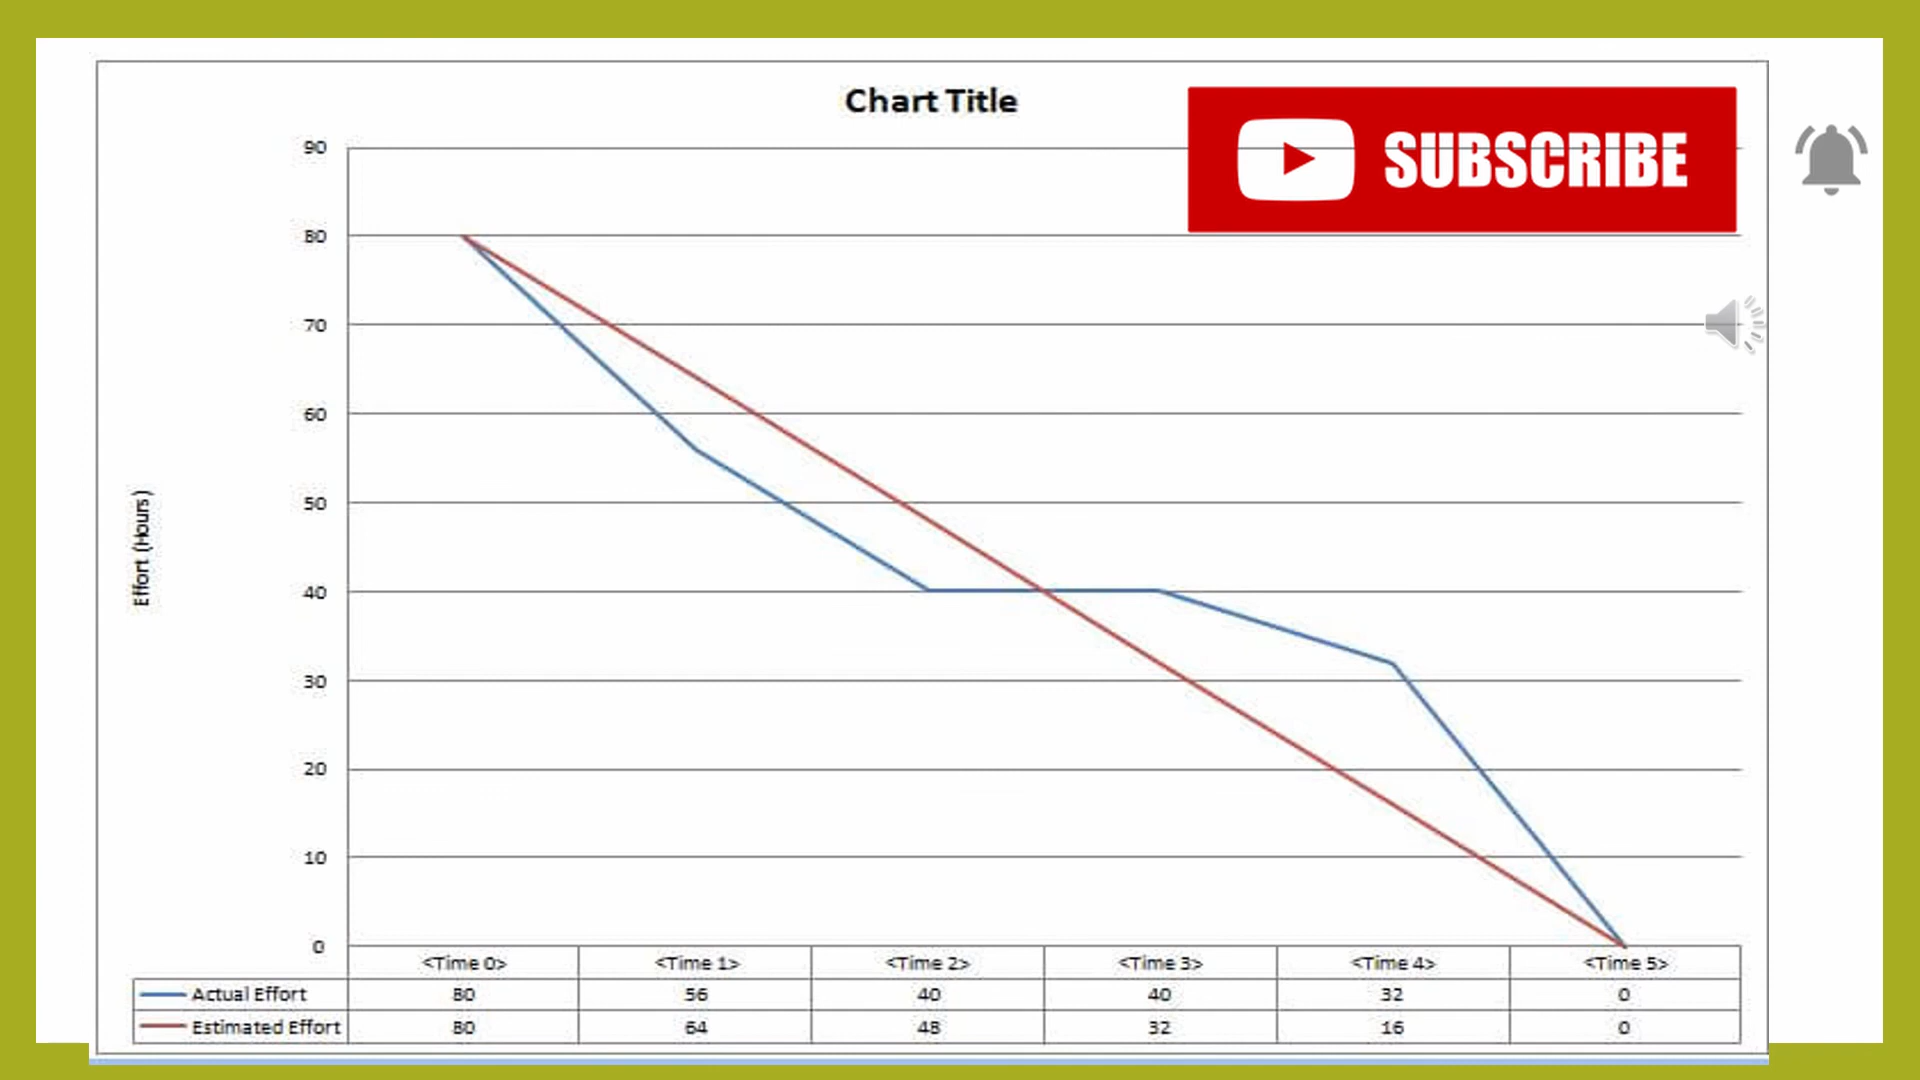 Chart Title
SUBSCRIBE
90
80
70
60
50
40
30
20
10
0
Effort (Hours)
<Time 0> <Time 1> <Time 2> <Time 3> <Time 4> <Time 5>
Actual Effort 80 56 40 40 32 0
Estimated Effort 80 64 48 32 16 0